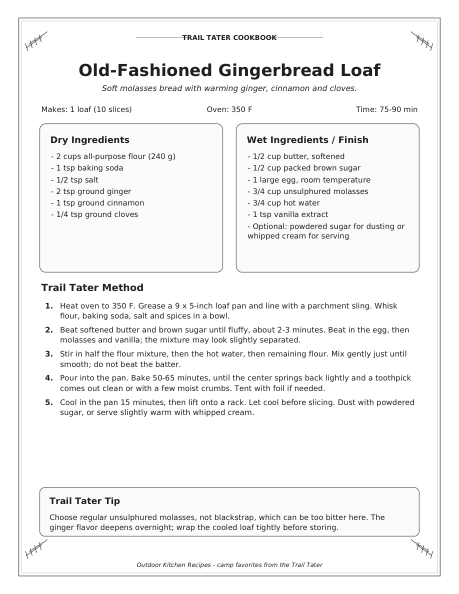 TRAIL TATER COOKBOOK
Old-Fashioned Gingerbread Loaf
Soft molasses bread with warming ginger, cinnamon and cloves.
Makes: 1 loaf (10 slices)
Oven: 350 F
Time: 75-90 min
Dry Ingredients
- 2 cups all-purpose flour (240 g)
- 1 tsp baking soda
- 1/2 tsp salt
- 2 tsp ground ginger
- 1 tsp ground cinnamon
- 1/4 tsp ground cloves
Wet Ingredients / Finish
- 1/2 cup butter, softened
- 1/2 cup packed brown sugar
- 1 large egg, room temperature
- 3/4 cup unsulphured molasses
- 3/4 cup hot water
- 1 tsp vanilla extract
- Optional: powdered sugar for dusting or
whipped cream for serving
Trail Tater Method
1. Heat oven to 350 F. Grease a 9 x 5-inch loaf pan and line with a parchment sling. Whisk
flour, baking soda, salt and spices in a bowl.
2. Beat softened butter and brown sugar until fluffy, about 2-3 minutes. Beat in the egg, then
molasses and vanilla; the mixture may look slightly separated.
3. Stir in half the flour mixture, then the hot water, then remaining flour. Mix gently just until
smooth; do not beat the batter.
4. Pour into the pan. Bake 50-65 minutes, until the center springs back lightly and a toothpick
comes out clean or with a few moist crumbs. Tent with foil if needed.
5. Cool in the pan 15 minutes, then lift onto a rack. Let cool before slicing. Dust with powdered
sugar, or serve slightly warm with whipped cream.
Trail Tater Tip
Choose regular unsulphured molasses, not blackstrap, which can be too bitter here. The
ginger flavor deepens overnight; wrap the cooled loaf tightly before storing.
Outdoor Kitchen Recipes - camp favorites from the Trail Tater